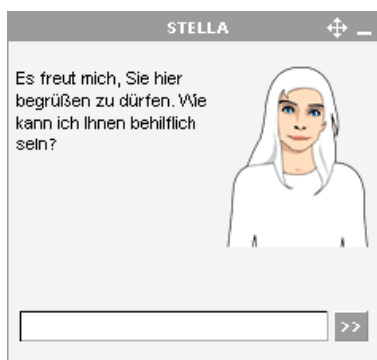 STELLA
Es freut mich, Sie hier
begrüßen zu dürfen. Wie
kann ich Ihnen behilflich
sein?
>>